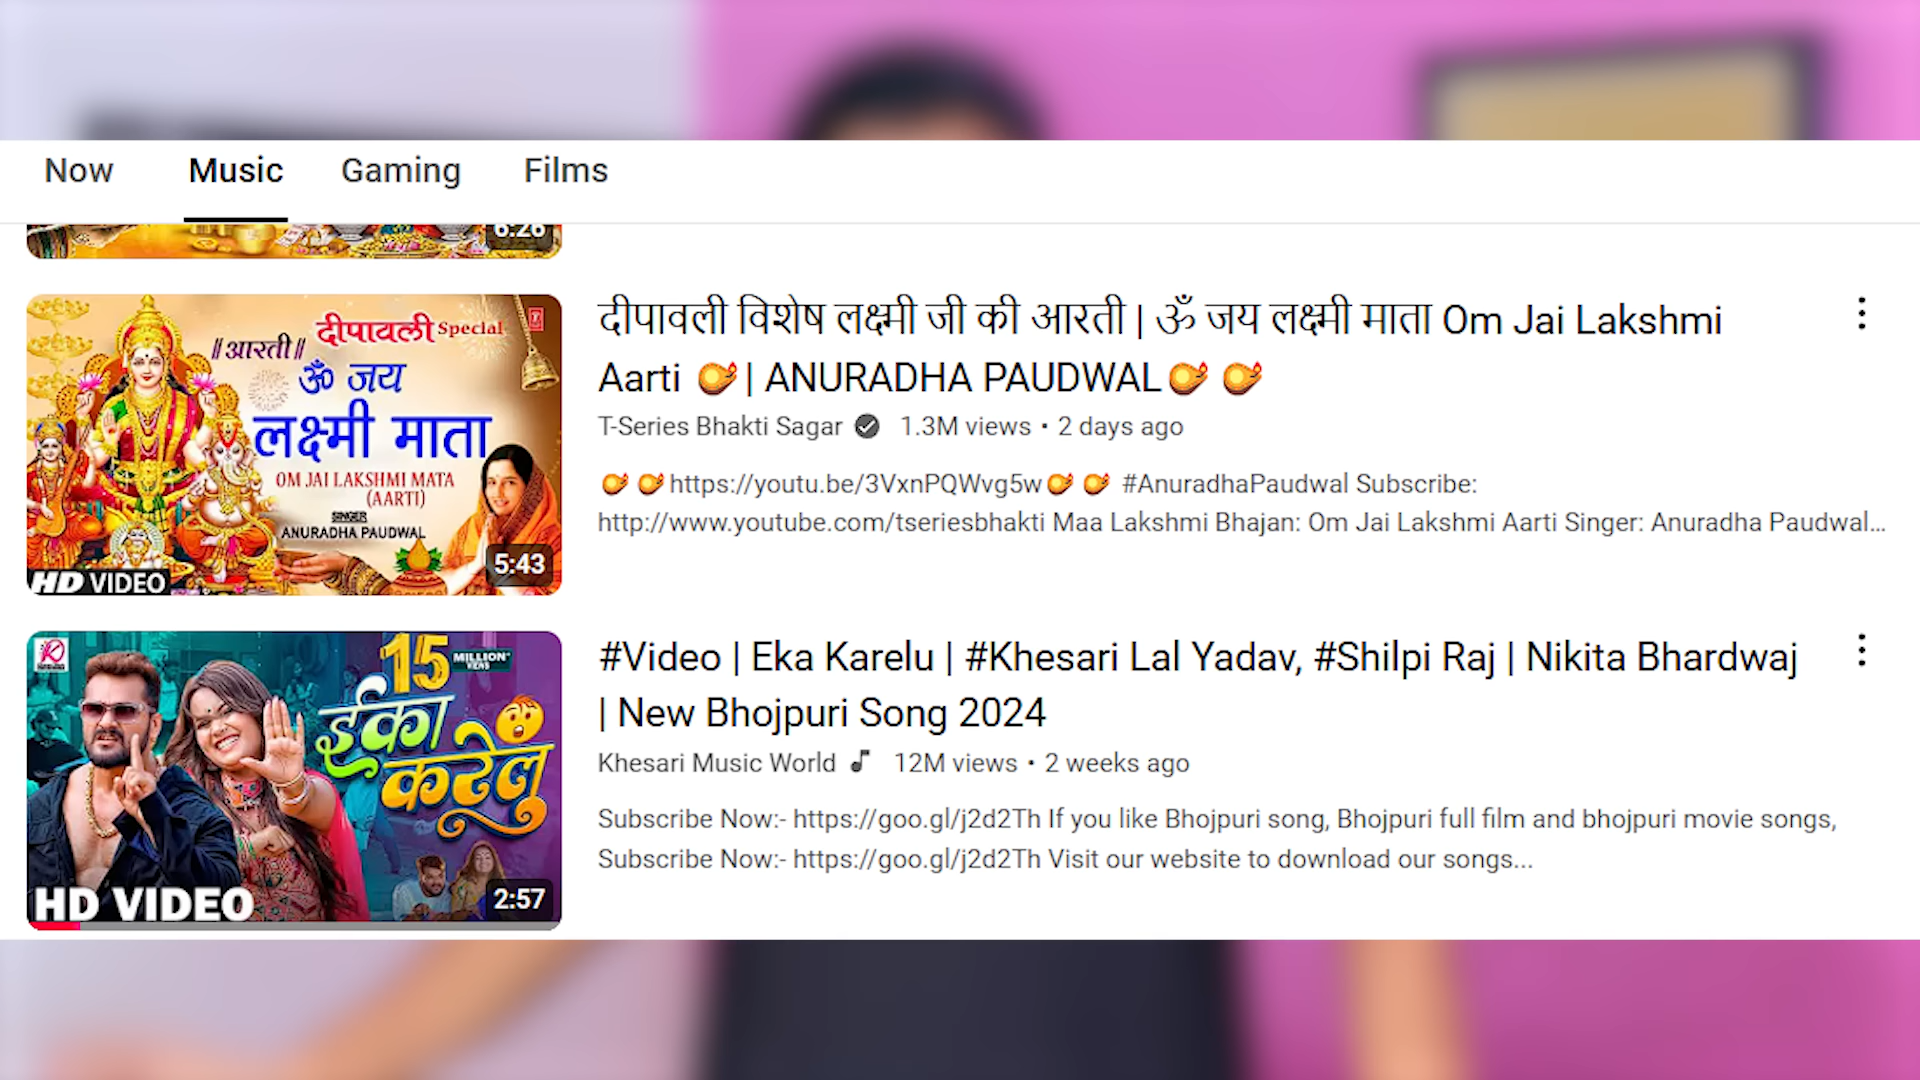 Now Music Gaming Films
6:26
दीपावली Special
॥आरती॥
ॐ जय
लक्ष्मी माता
OM JAI LAKSHMI MATA
(AARTI)
SINGER
ANURADHA PAUDWAL
HD VIDEO
5:43
दीपावली विशेष लक्ष्मी जी की आरती | ॐ जय लक्ष्मी माता Om Jai Lakshmi
Aarti 🪔 | ANURADHA PAUDWAL🪔 🪔
T-Series Bhakti Sagar 1.3M views • 2 days ago
🪔 🪔 https://youtu.be/3VxnPQWvg5w🪔 🪔 #AnuradhaPaudwal Subscribe:
http://www.youtube.com/tseriesbhakti Maa Lakshmi Bhajan: Om Jai Lakshmi Aarti Singer: Anuradha Paudwal...
15 MILLION+
VIEWS
ईका
करेलु
HD VIDEO
2:57
#Video | Eka Karelu | #Khesari Lal Yadav, #Shilpi Raj | Nikita Bhardwaj
| New Bhojpuri Song 2024
Khesari Music World 12M views • 2 weeks ago
Subscribe Now:- https://goo.gl/j2d2Th If you like Bhojpuri song, Bhojpuri full film and bhojpuri movie songs,
Subscribe Now:- https://goo.gl/j2d2Th Visit our website to download our songs...